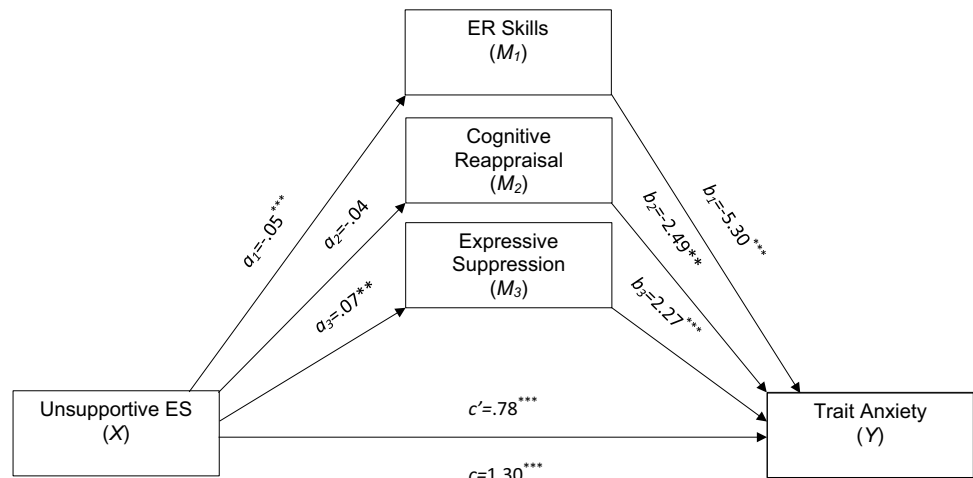 ER Skills
(M₁)
Cognitive
Reappraisal
(M₂)
Expressive
Suppression
(M₃)
a₁=-.05***
a₂=-.04
a₃=.07**
b₁=-5.30***
b₂=-2.49**
b₃=2.27***
Unsupportive ES
(X)
c’=.78***
Trait Anxiety
(Y)
c=1.30***